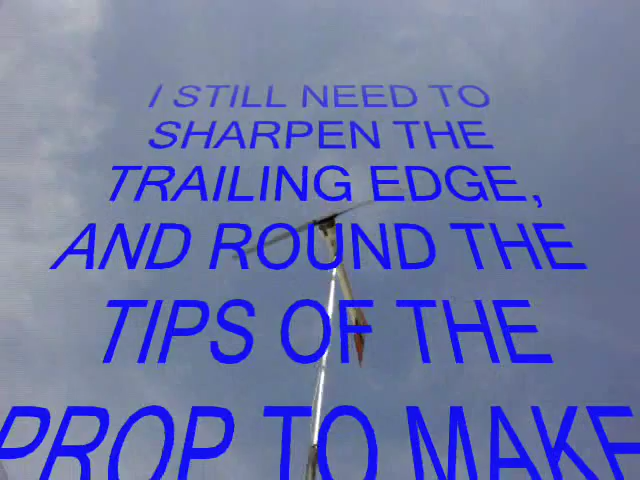 I STILL NEED TO
SHARPEN THE
TRAILING EDGE,
AND ROUND THE
TIPS OF THE
PROP TO MAKE